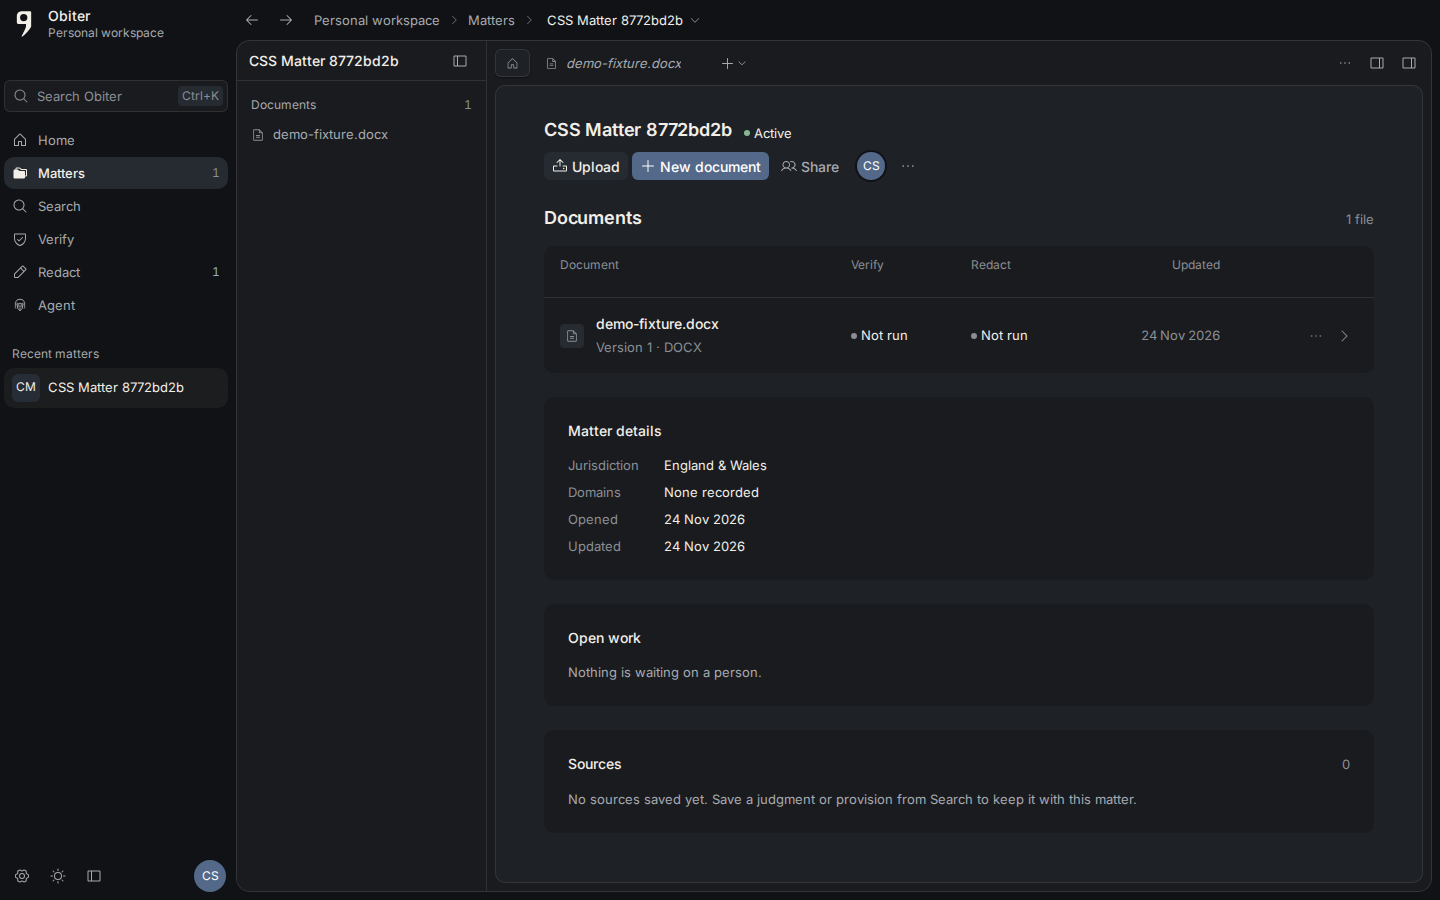 Obiter
Personal workspace
Personal workspace
Matters
CSS Matter 8772bd2b
Search Obiter
Ctrl+K
Home
Matters
1
Search
Verify
Redact
1
Agent
Recent matters
CM
CSS Matter 8772bd2b
CS
CSS Matter 8772bd2b
Documents
1
demo-fixture.docx
demo-fixture.docx
CSS Matter 8772bd2b
Active
Upload
New document
Share
CS
Documents
1 file
Document
Verify
Redact
Updated
demo-fixture.docx
Version 1 · DOCX
Not run
Not run
24 Nov 2026
Matter details
Jurisdiction
England & Wales
Domains
None recorded
Opened
24 Nov 2026
Updated
24 Nov 2026
Open work
Nothing is waiting on a person.
Sources
0
No sources saved yet. Save a judgment or provision from Search to keep it with this matter.